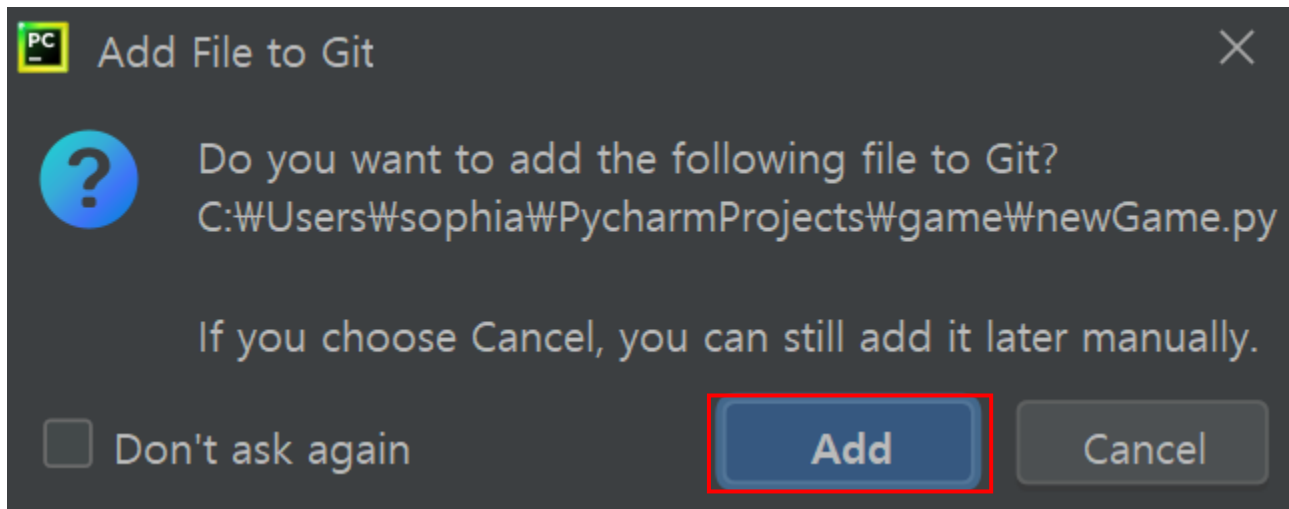 PC
Add File to Git
Do you want to add the following file to Git?
C:₩Users₩sophia₩PycharmProjects₩game₩newGame.py
If you choose Cancel, you can still add it later manually.
Don't ask again
Add
Cancel